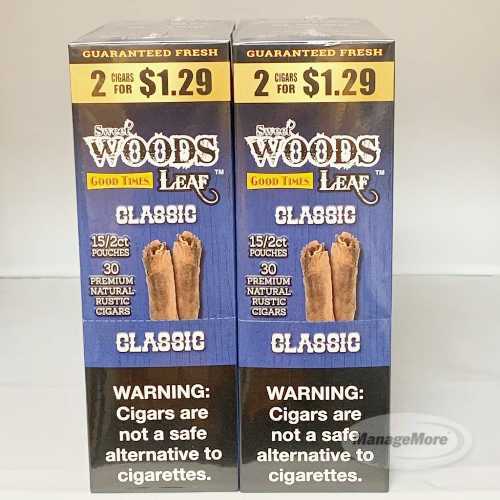 GUARANTEED FRESH
2 CIGARS FOR $1.29
Sweet
WOODS
GOOD TIMES. LEAF™
CLASSIC
15/2ct
POUCHES
30
PREMIUM
NATURAL-
RUSTIC
CIGARS
CLASSIC
WARNING:
Cigars are
not a safe
alternative to
cigarettes.
GUARANTEED FRESH
2 CIGARS FOR $1.29
Sweet
WOODS
GOOD TIMES. LEAF™
CLASSIC
15/2ct
POUCHES
30
PREMIUM
NATURAL-
RUSTIC
CIGARS
CLASSIC
WARNING:
Cigars are
not a safe
alternative to
cigarettes.
ManageMore